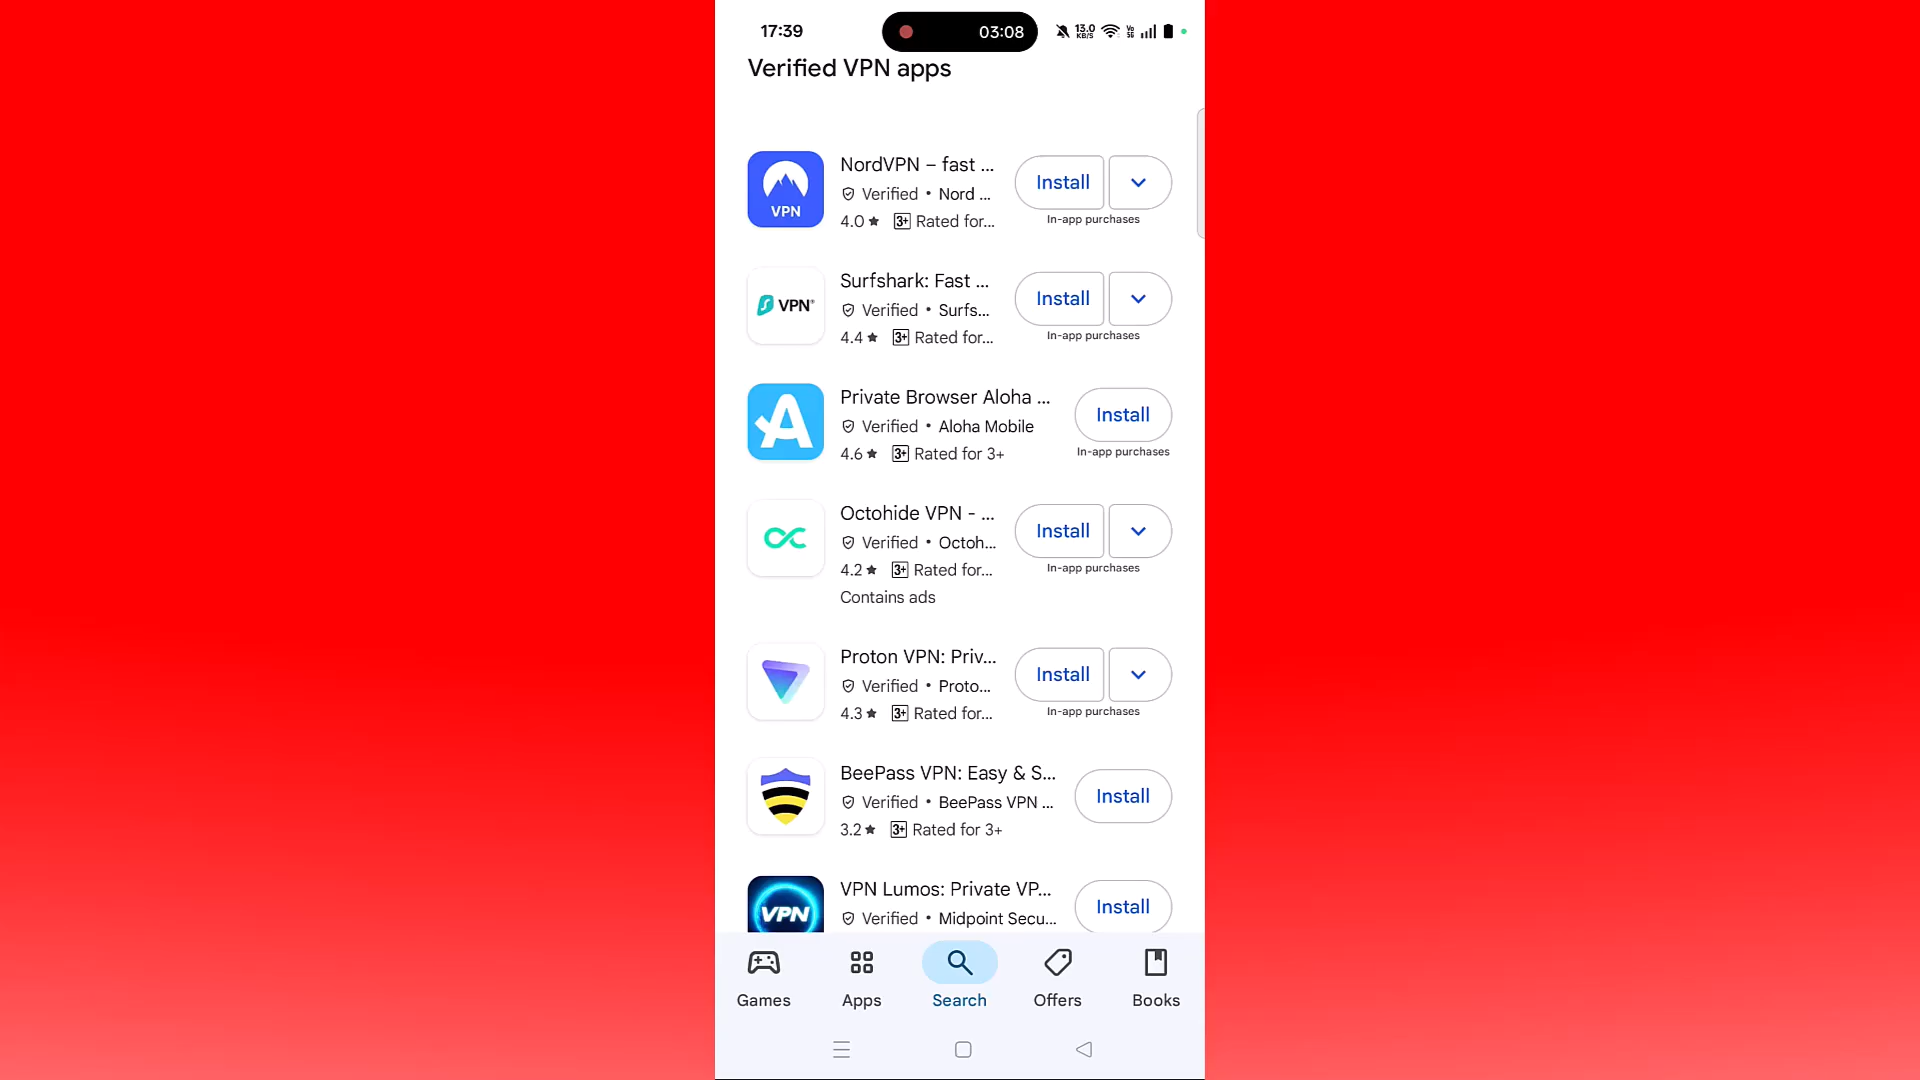 17:39
03:08
13.0
KB/S
Verified VPN apps
VPN
NordVPN – fast ...
Verified • Nord ...
4.0 ★ 3+ Rated for...
Install
In-app purchases
VPN®
Surfshark: Fast ...
Verified • Surfs...
4.4 ★ 3+ Rated for...
Install
In-app purchases
A
Private Browser Aloha ...
Verified • Aloha Mobile
4.6 ★ 3+ Rated for 3+
Install
In-app purchases
Octohide VPN - ...
Verified • Octoh...
4.2 ★ 3+ Rated for...
Contains ads
Install
In-app purchases
Proton VPN: Priv...
Verified • Proto...
4.3 ★ 3+ Rated for...
Install
In-app purchases
BeePass VPN: Easy & S...
Verified • BeePass VPN ...
3.2 ★ 3+ Rated for 3+
Install
VPN
VPN Lumos: Private VP...
Verified • Midpoint Secu...
Install
Games
Apps
Search
Offers
Books